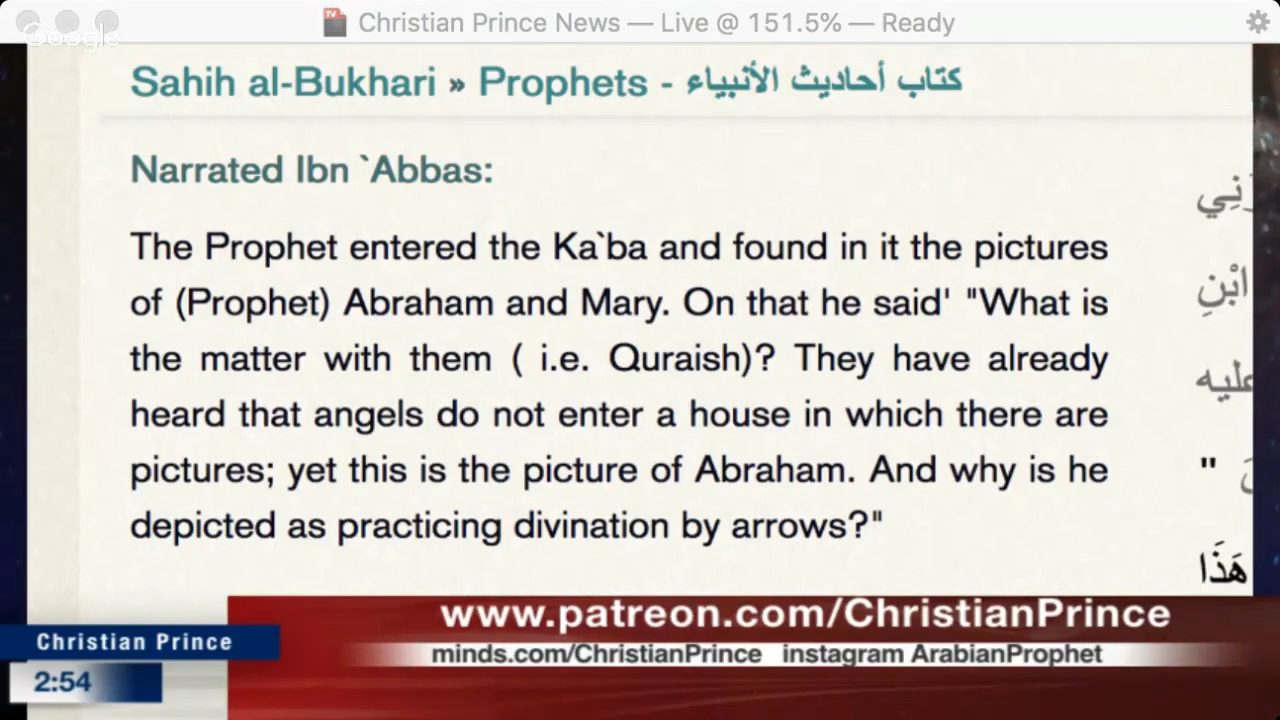 Christian Prince News — Live @ 151.5% — Ready
Google
Sahih al-Bukhari » Prophets - كتاب أحاديث الأنبياء
Narrated Ibn `Abbas:
The Prophet entered the Ka`ba and found in it the pictures
of (Prophet) Abraham and Mary. On that he said' "What is
the matter with them ( i.e. Quraish)? They have already
heard that angels do not enter a house in which there are
pictures; yet this is the picture of Abraham. And why is he
depicted as practicing divination by arrows?"
ابْنِ
عليه
"
هَذَا
www.patreon.com/ChristianPrince
Christian Prince
minds.com/ChristianPrince instagram ArabianProphet
2:54